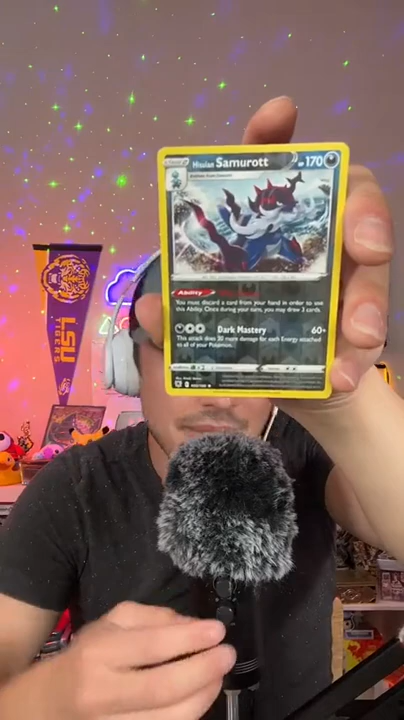 Hisuian Samurott
HP 170
Ability
You must discard a card from your hand in order to use
this Ability. Once during your turn, you may draw 2 cards.
Dark Mastery 60+
This attack does 30 more damage for each Energy attached
to all of your Pokémon.
LSU
TIGERS